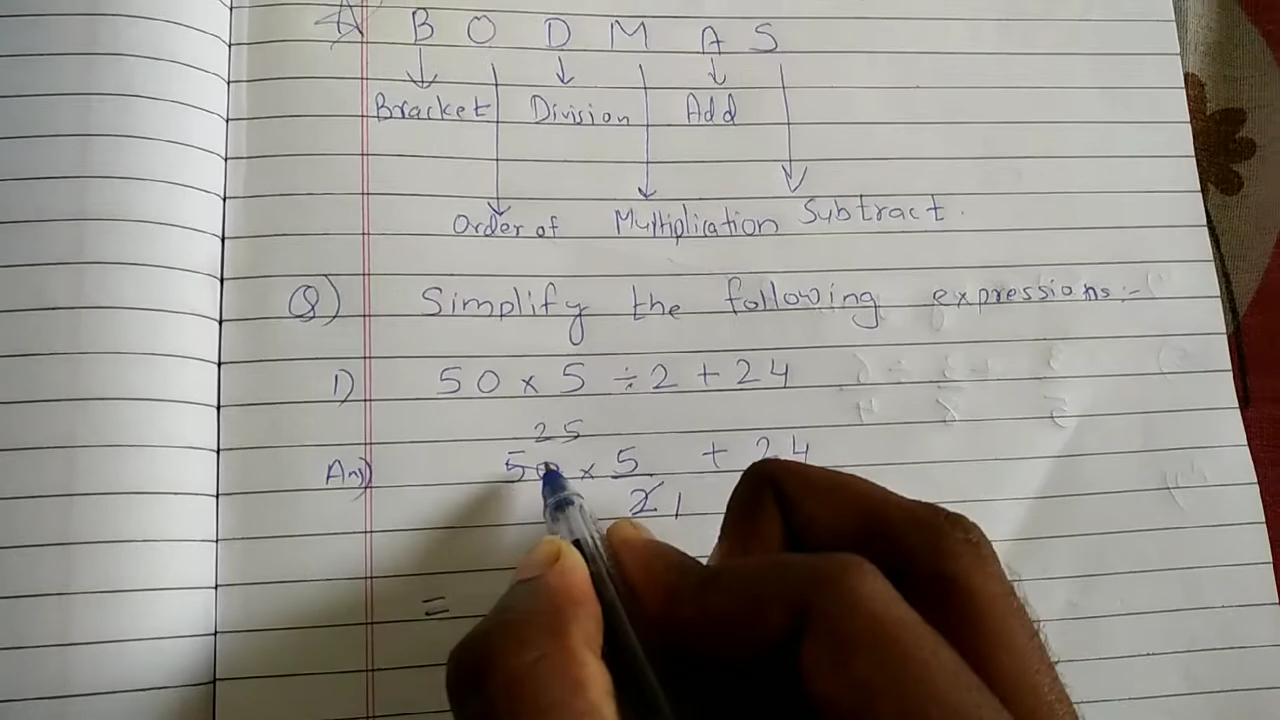 A B O D M A S
Bracket Division Add
Order of Multiplication Subtract.
Q) Simplify the following expressions:-
1) 50 × 5 ÷ 2 + 24
25
Ans) 50 × 5 + 24
2 1
=